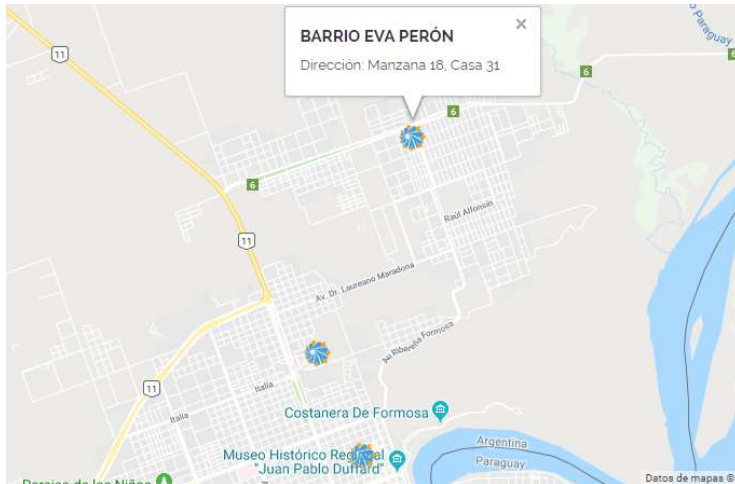 BARRIO EVA PERÓN
×
Dirección: Manzana 18, Casa 31
Paraguay
11
6
6
6
Raúl Alfonsín
11
Av. Dr. Laureano Maradona
Au Ribereña Formosa
11
Italia
Italia
Costanera De Formosa
Museo Histórico Regional
"Juan Pablo Duffard"
Argentina
Paraguay
Datos de mapas ©